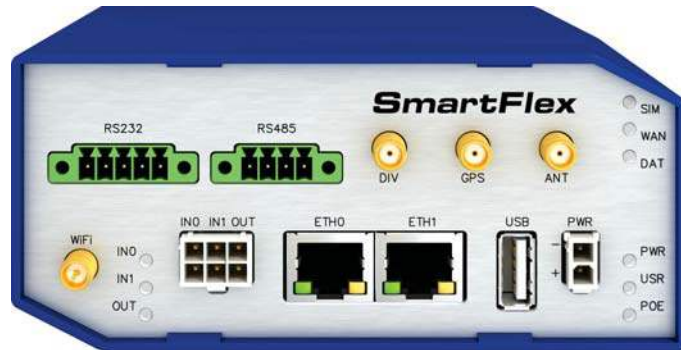 SmartFlex
SIM
WAN
DAT
RS232
RS485
DIV
GPS
ANT
WiFi
IN0
IN1
OUT
IN0 IN1 OUT
ETH0
ETH1
USB
PWR
−
+
PWR
USR
POE